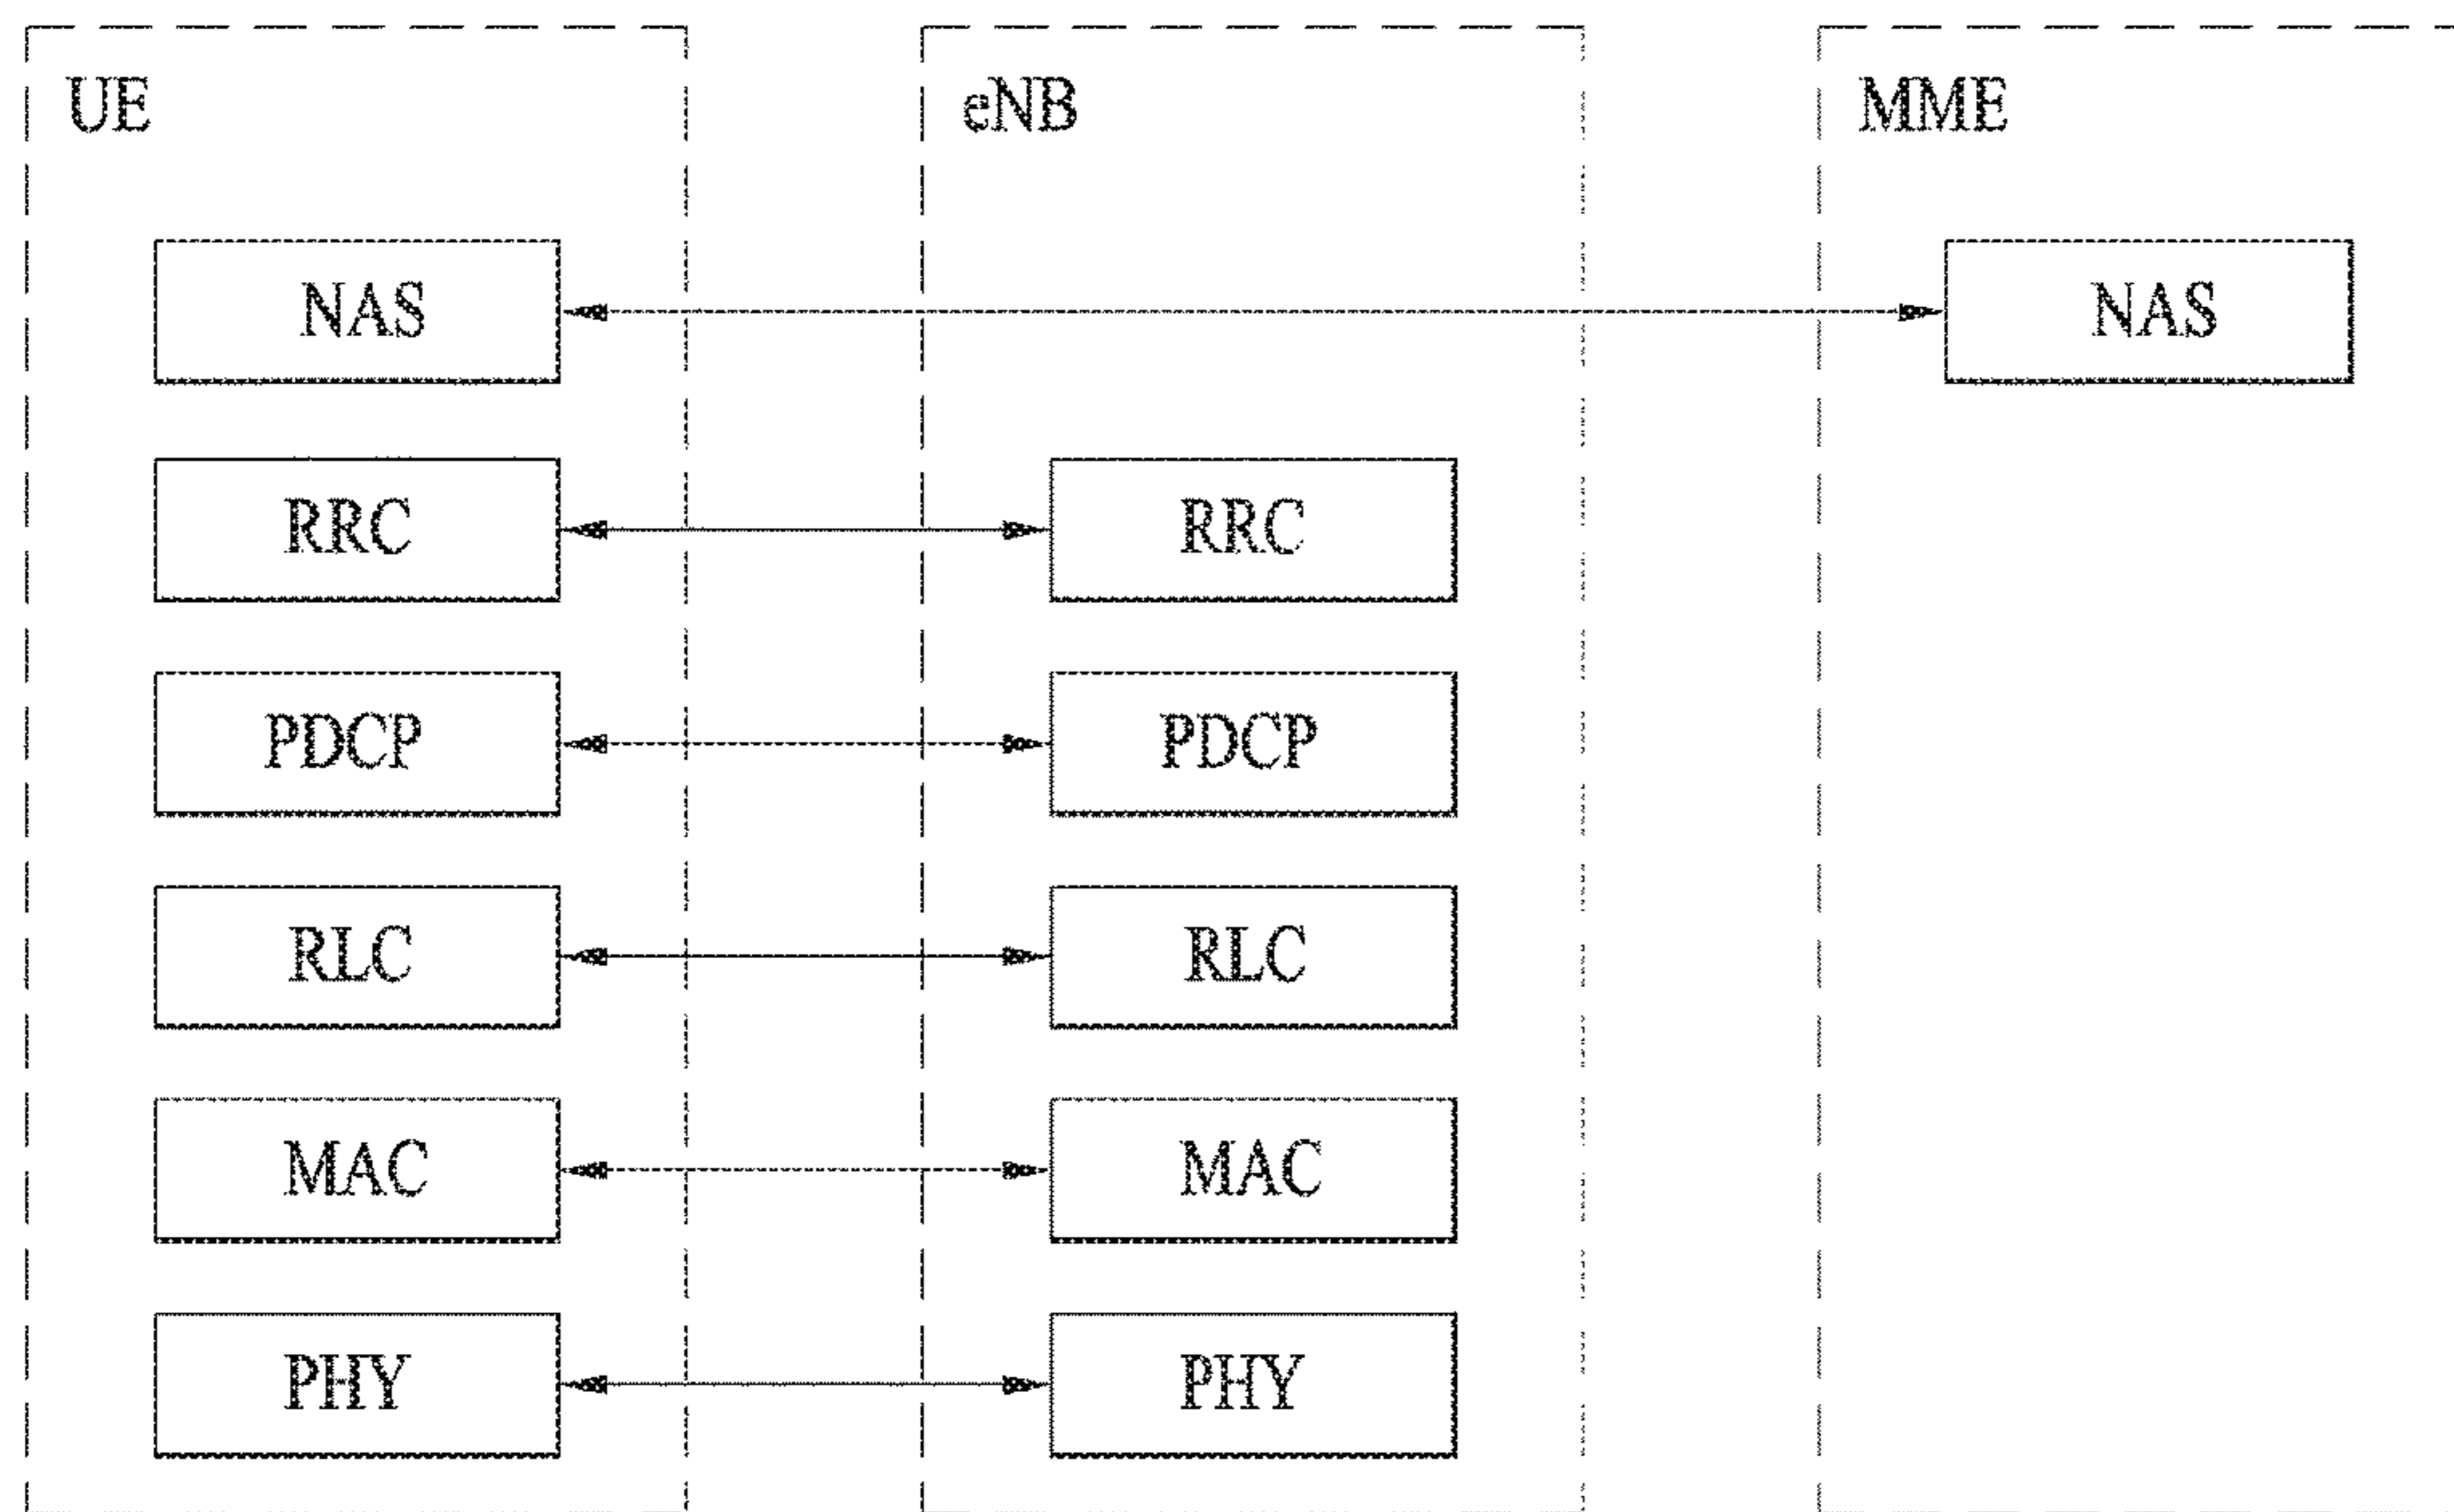 UE eNB MME
NAS NAS
RRC RRC
PDCP PDCP
RLC RLC
MAC MAC
PHY PHY